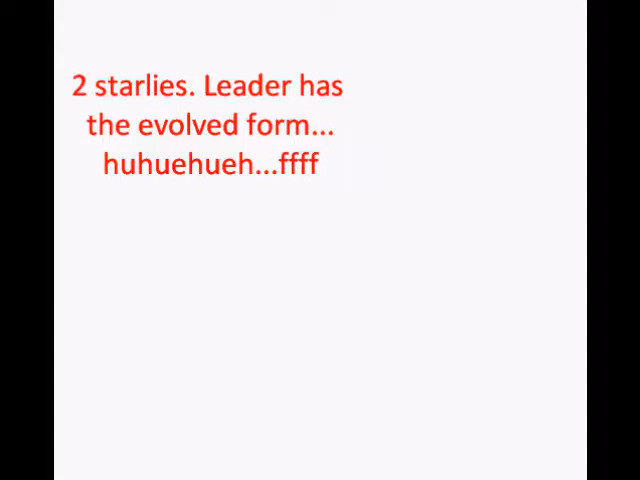 2 starlies. Leader has
the evolved form...
huhuehueh...ffff